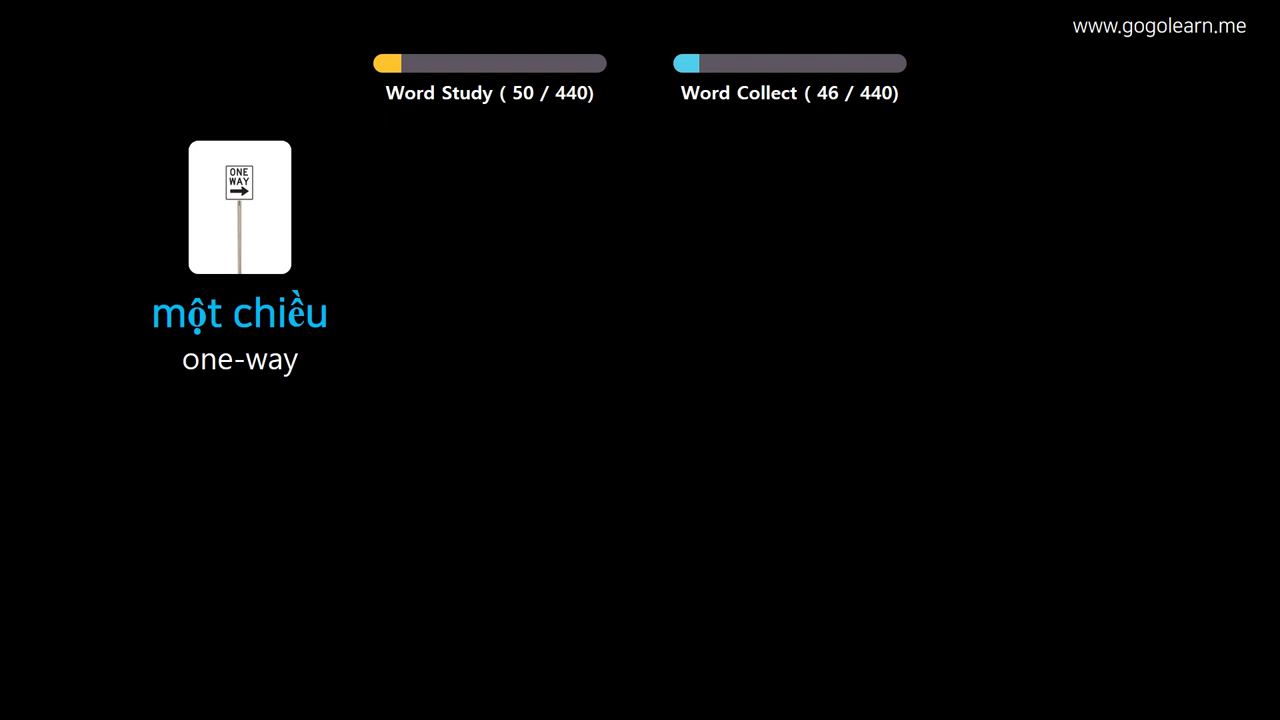 www.gogolearn.me
Word Study ( 50 / 440)
Word Collect ( 46 / 440)
ONE
WAY
một chiều
one-way